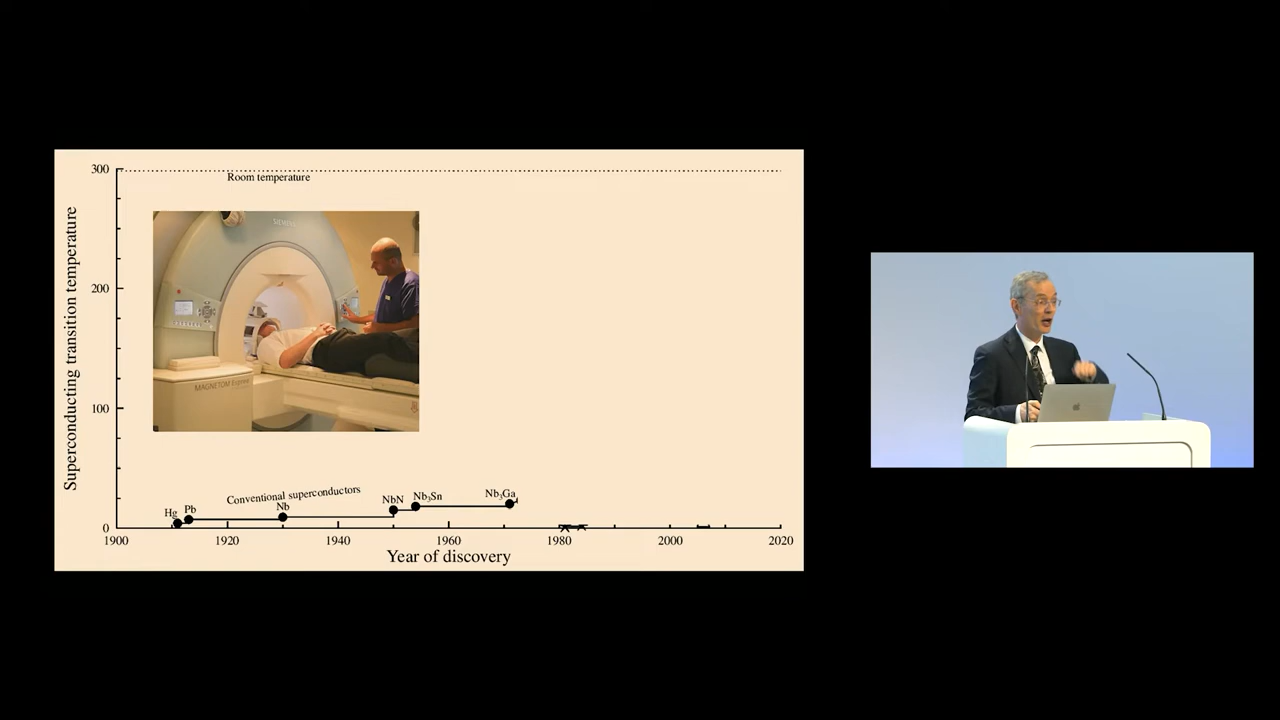 300
Room temperature
200
100
0
Superconducting transition temperature
MAGNETOM
Conventional superconductors
Hg
Pb
Nb
NbN
Nb₃Sn
Nb₃Ga
1900 1920 1940 1960 1980 2000 2020
Year of discovery